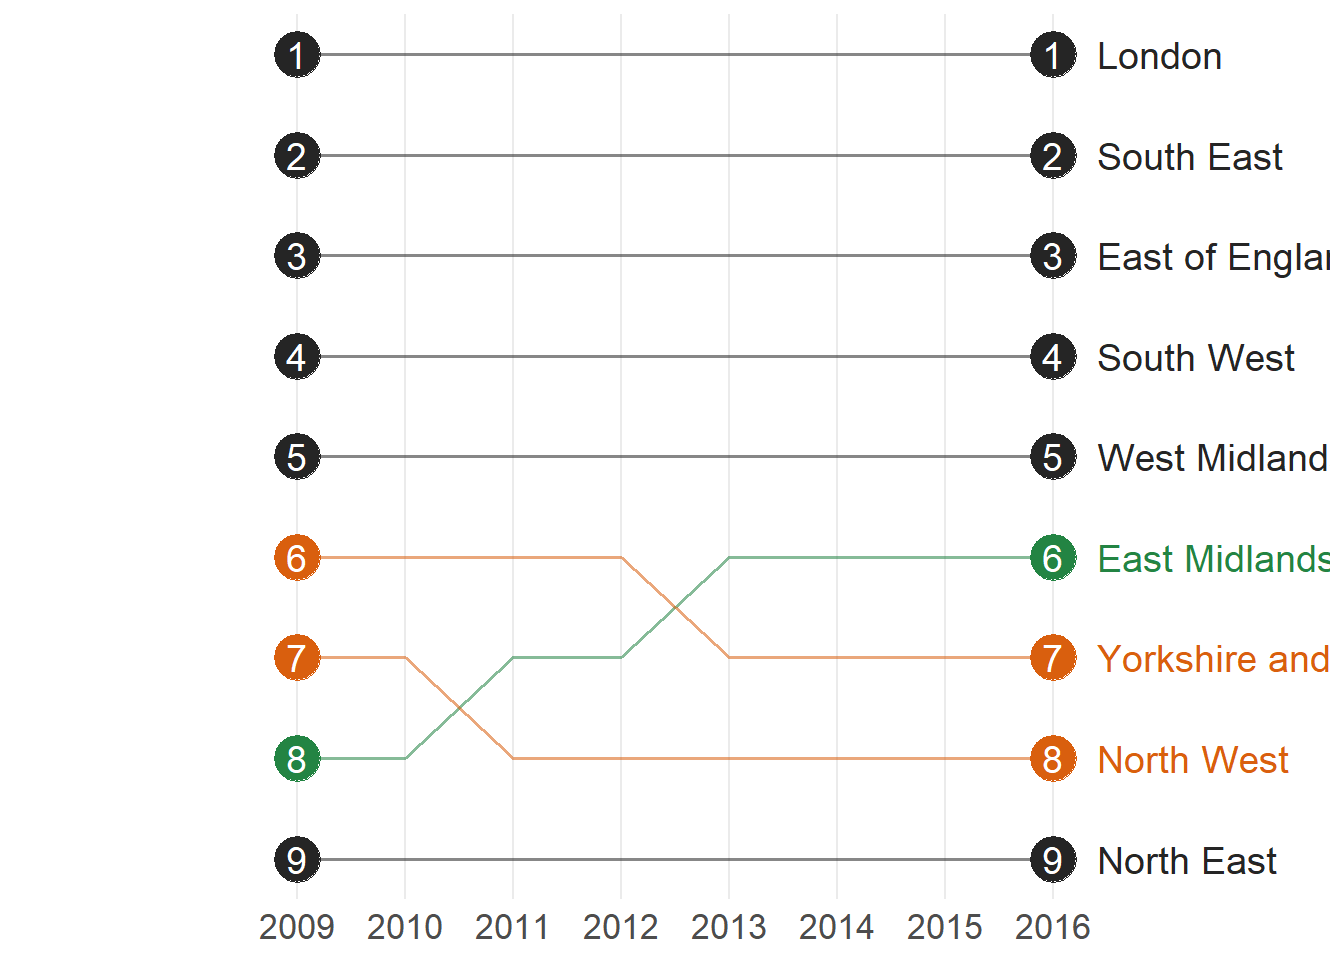 1 1 London
2 2 South East
3 3 East of Englan
4 4 South West
5 5 West Midland
6 6 East Midlands
7 7 Yorkshire and
8 8 North West
9 9 North East
2009 2010 2011 2012 2013 2014 2015 2016